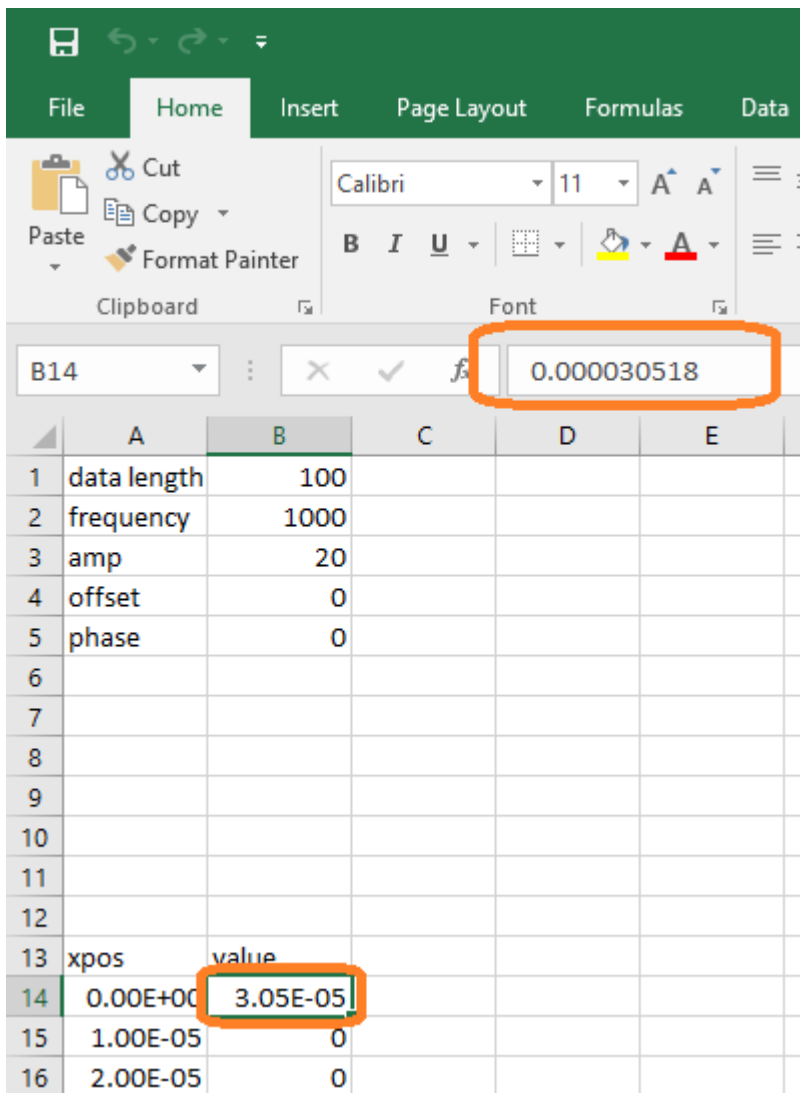 File Home Insert Page Layout Formulas Data
Cut
Calibri 11 A A
Copy
Paste
B I U A
Format Painter
Clipboard Font
B14 fx 0.000030518
A B C D E
1 data length 100
2 frequency 1000
3 amp 20
4 offset 0
5 phase 0
6
7
8
9
10
11
12
13 xpos value
14 0.00E+00 3.05E-05
15 1.00E-05 0
16 2.00E-05 0